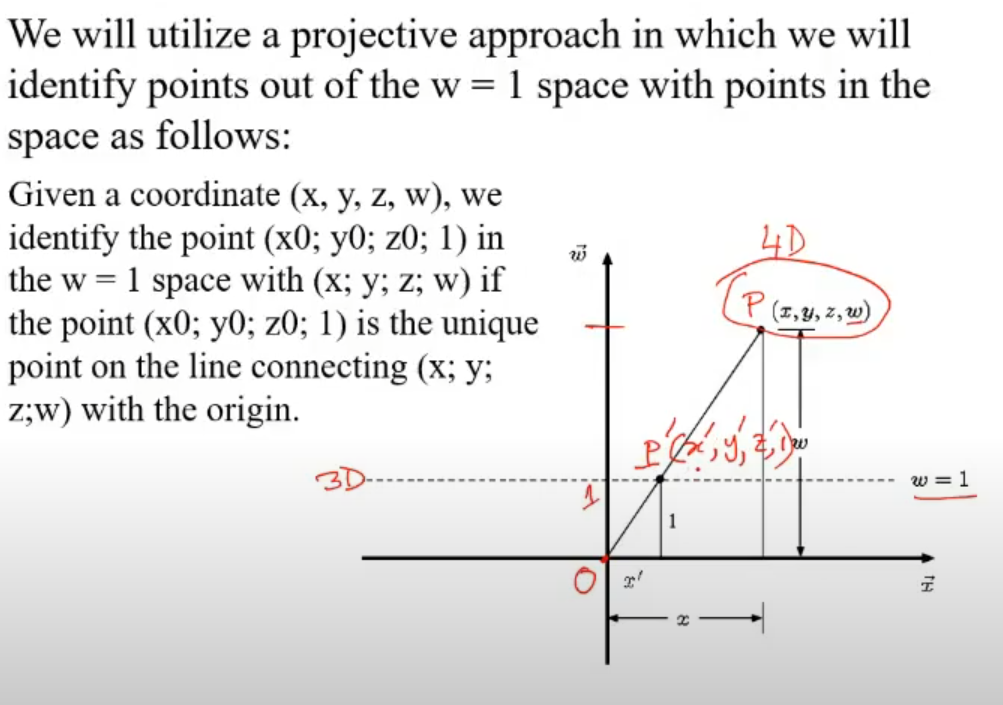 We will utilize a projective approach in which we will
identify points out of the w = 1 space with points in the
space as follows:
Given a coordinate (x, y, z, w), we
identify the point (x0; y0; z0; 1) in
the w = 1 space with (x; y; z; w) if
the point (x0; y0; z0; 1) is the unique
point on the line connecting (x; y;
z;w) with the origin.
4D
w⃗
P (x, y, z, w)
P'(x', y', z', 1) w
3D
w = 1
1
1
O x'
x⃗
x